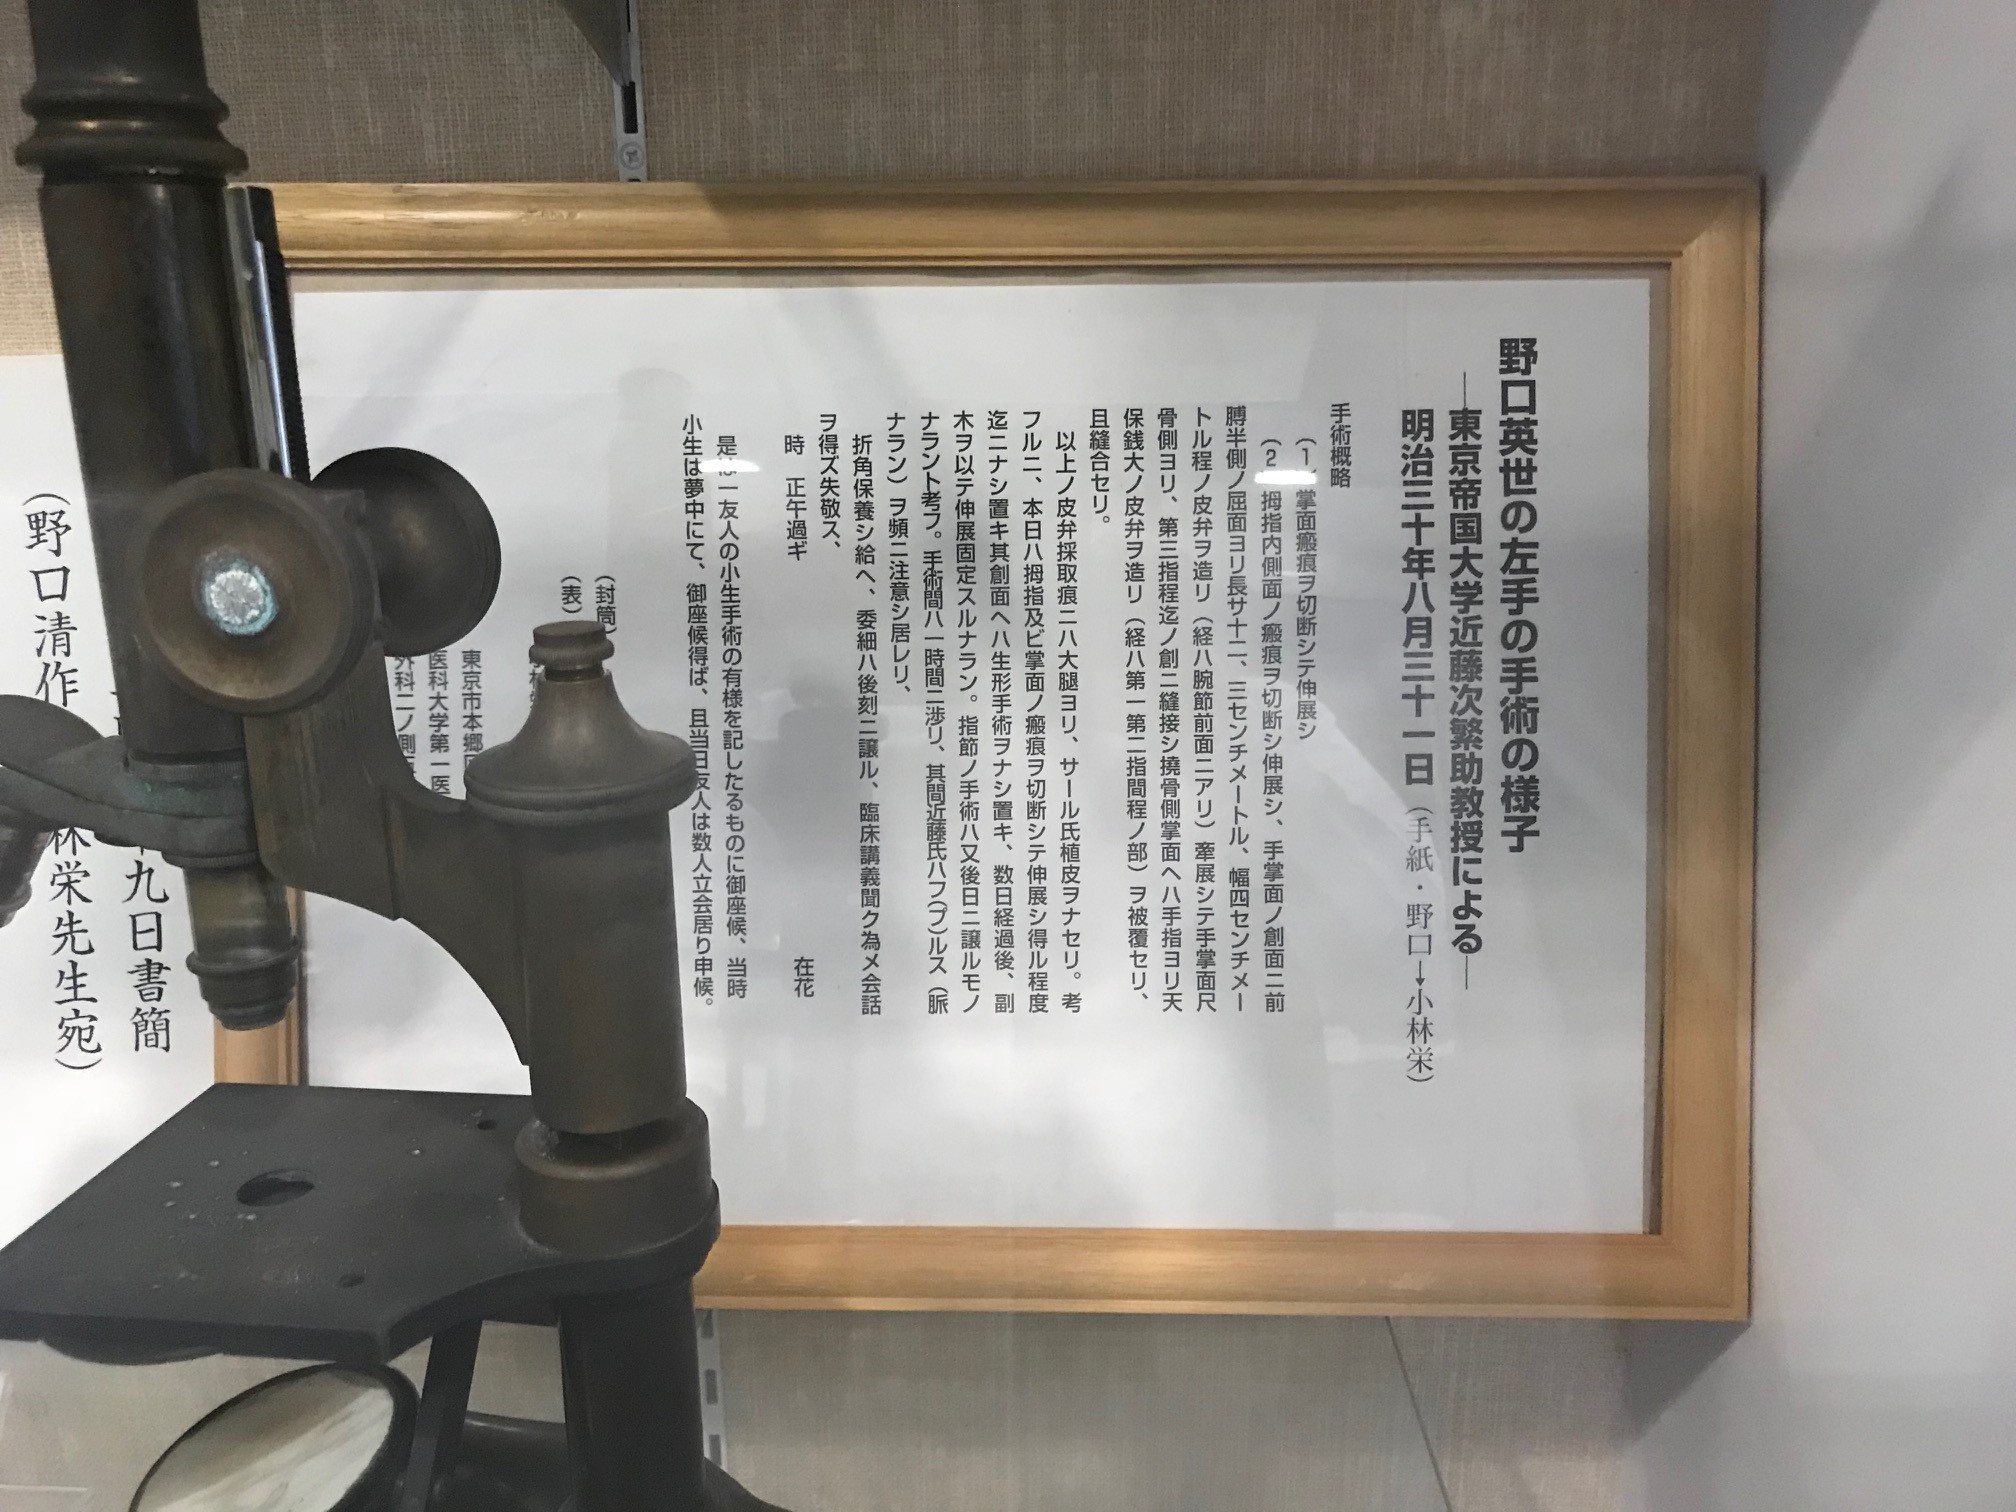 野口英世の左手の手術の様子
―東京帝国大学近藤次繁助教授による―
明治三十年八月三十一日（手紙・野口→小林栄）
手術概略
（1）掌面瘢痕ヲ切断シテ伸展シ
（2）拇指内側面ノ瘢痕ヲ切断シ伸展シ、手掌面ノ創面ニ前
膊半側ノ屈面ヨリ長サ十二、三センチメートル、幅四センチメー
トル程ノ皮弁ヲ造リ（経ハ腕節前面ニアリ）牽展シテ手掌面尺
骨側ヨリ、第三指程迄ノ創ニ縫接シ撓骨側掌面ヘハ手指ヨリ天
保銭大ノ皮弁ヲ造リ（経ハ第一第二指間程ノ部）ヲ被覆セリ、
且縫合セリ。
以上ノ皮弁採取痕ニハ大腿ヨリ、サール氏植皮ヲナセリ。考
フルニ、本日ハ拇指及ビ掌面ノ瘢痕ヲ切断シテ伸展シ得ル程度
迄ニナシ置キ其創面ヘハ生形手術ヲナシ置キ、数日経過後、副
木ヲ以テ伸展固定スルナラン。指節ノ手術ハ又後日ニ譲ルモノ
ナラント考フ。手術間ハ一時間ニ渉リ、其間近藤氏ハフ（プ）ルス（脈
ナラン）ヲ頻ニ注意シ居レリ、
折角保養シ給ヘ、委細ハ後刻ニ譲ル、臨床講義聞ク為メ会話
ヲ得ズ失敬ス、
時　正午過ギ　在花
是は一友人の小生手術の有様を記したるものに御座候、当時
小生は夢中にて、御座候得ば、且当日友人は数人立会居り申候。
（封筒）
（表）
東京市本郷
医科大学第一医
外科二ノ側
九日書簡
（野口清作　林栄先生宛）